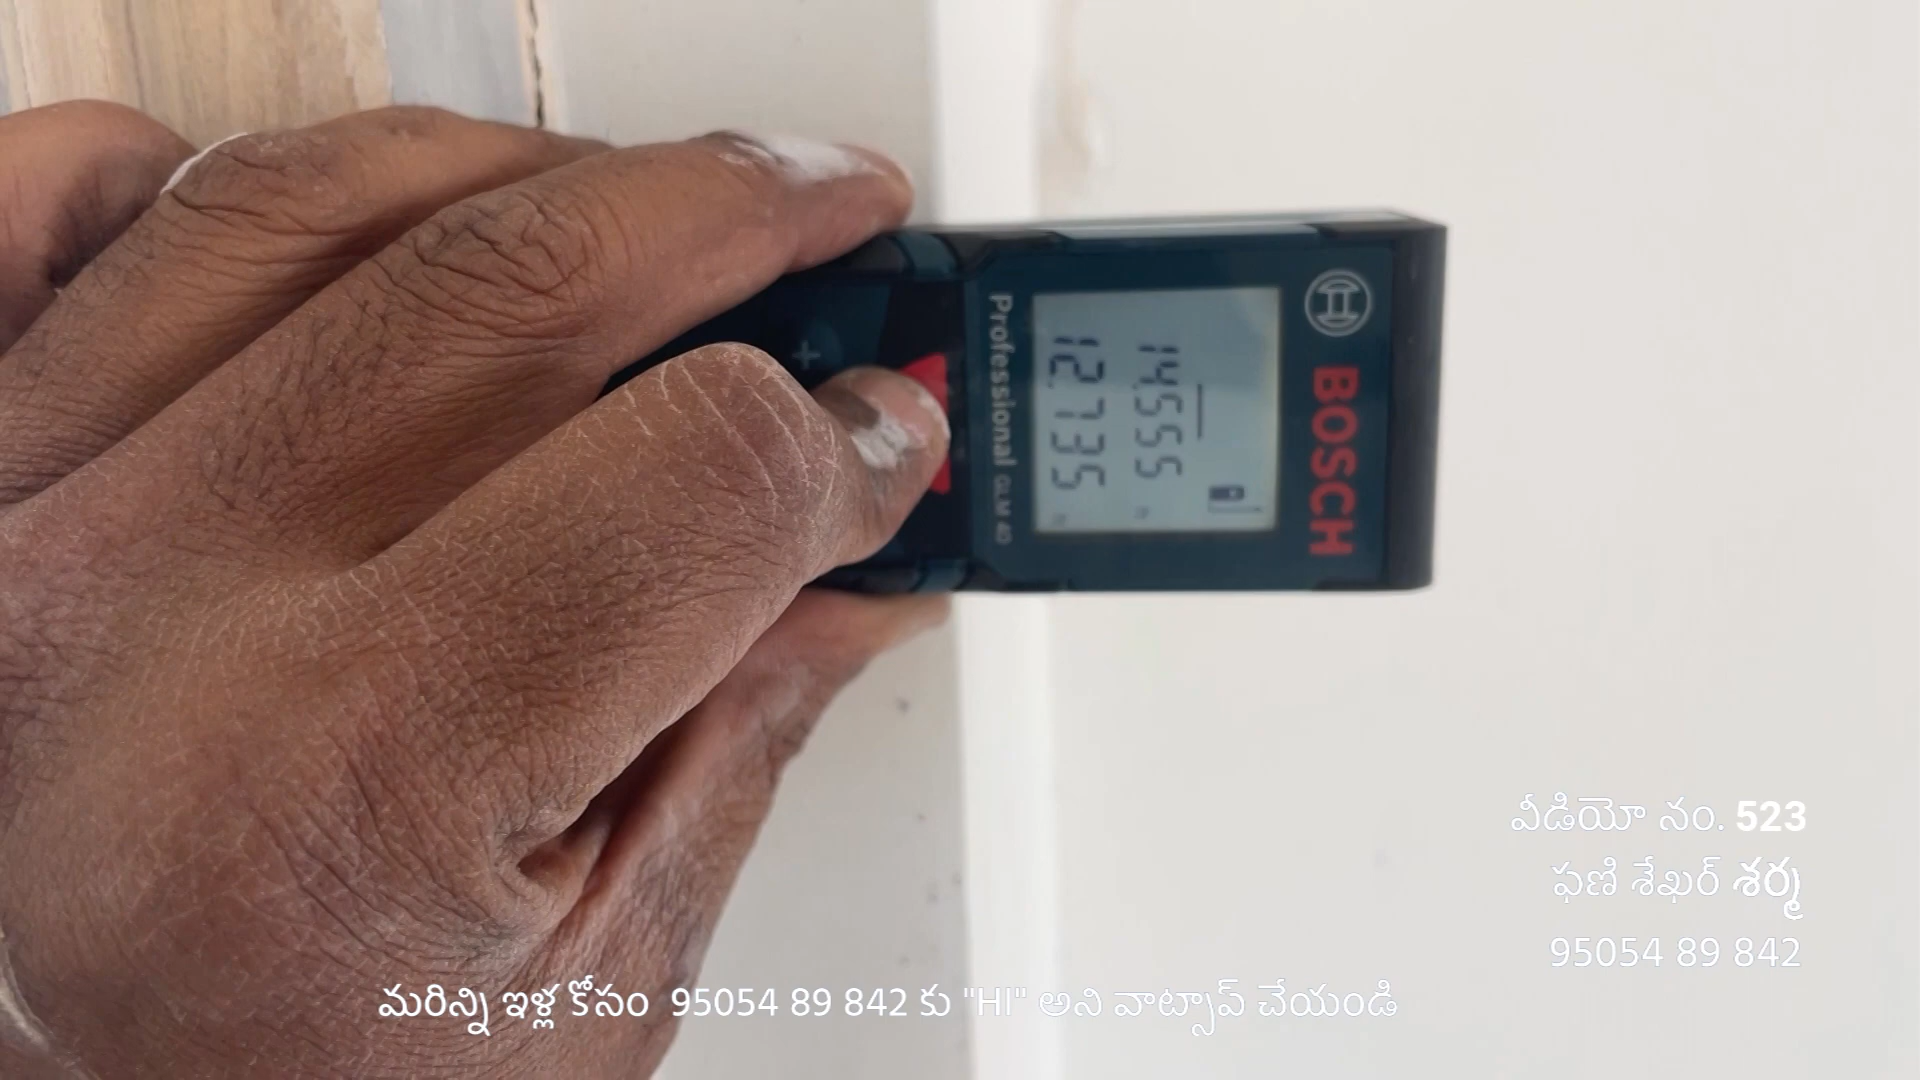 BOSCH
14.555
12.735
Professional GLM 40
+
వీడియో నం. 523
ఫణి శేఖర్ శర్మ
95054 89 842
మరిన్ని ఇళ్ల కోసం 95054 89 842 కు "HI" అని వాట్సాప్ చేయండి